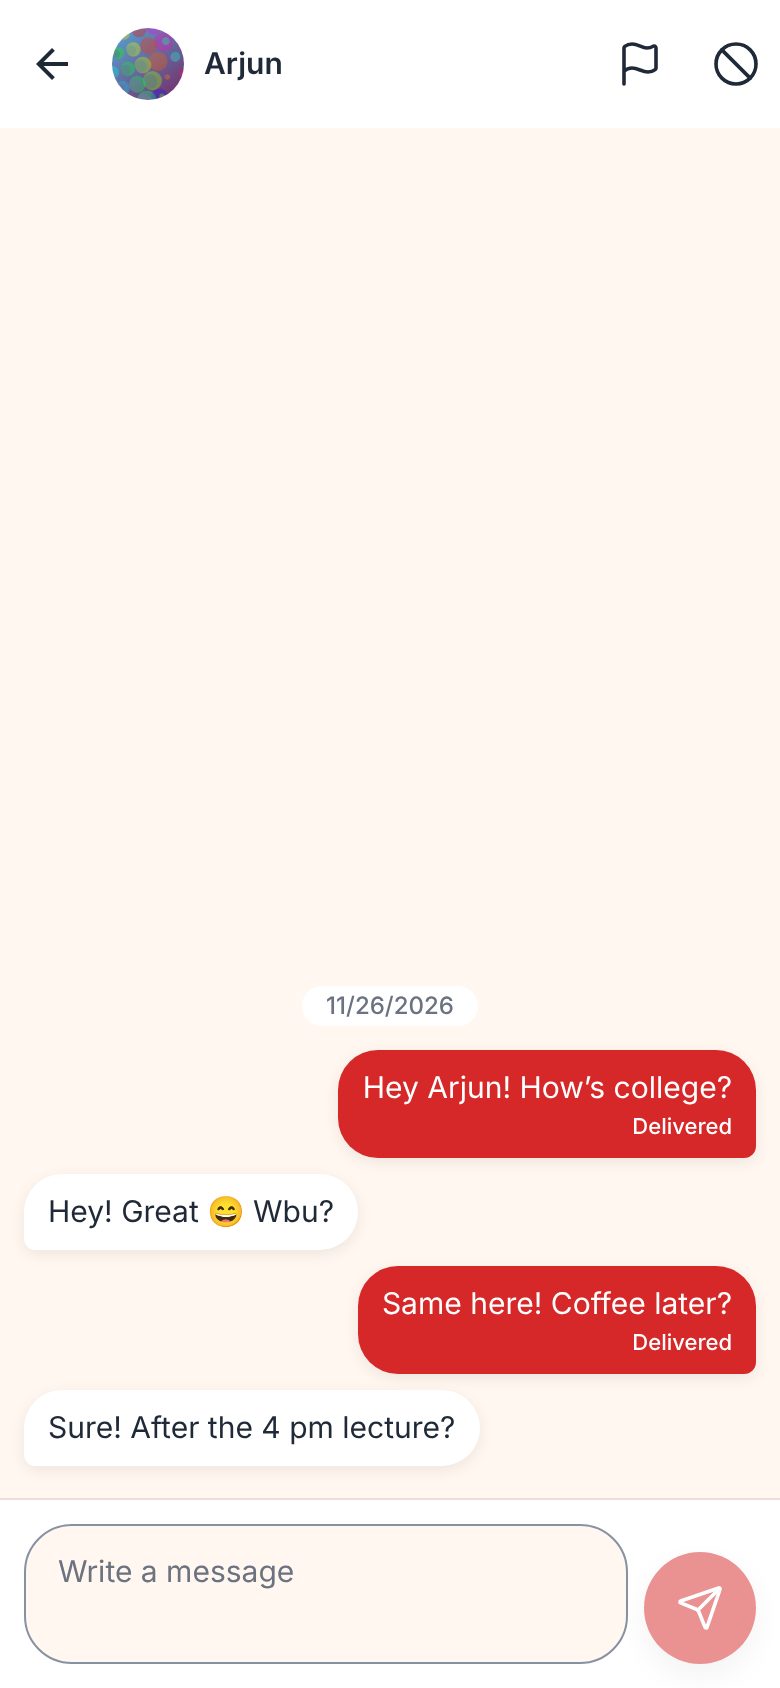 Arjun
11/26/2026
Hey Arjun! How’s college?
Delivered
Hey! Great 😄 Wbu?
Same here! Coffee later?
Delivered
Sure! After the 4 pm lecture?
Write a message